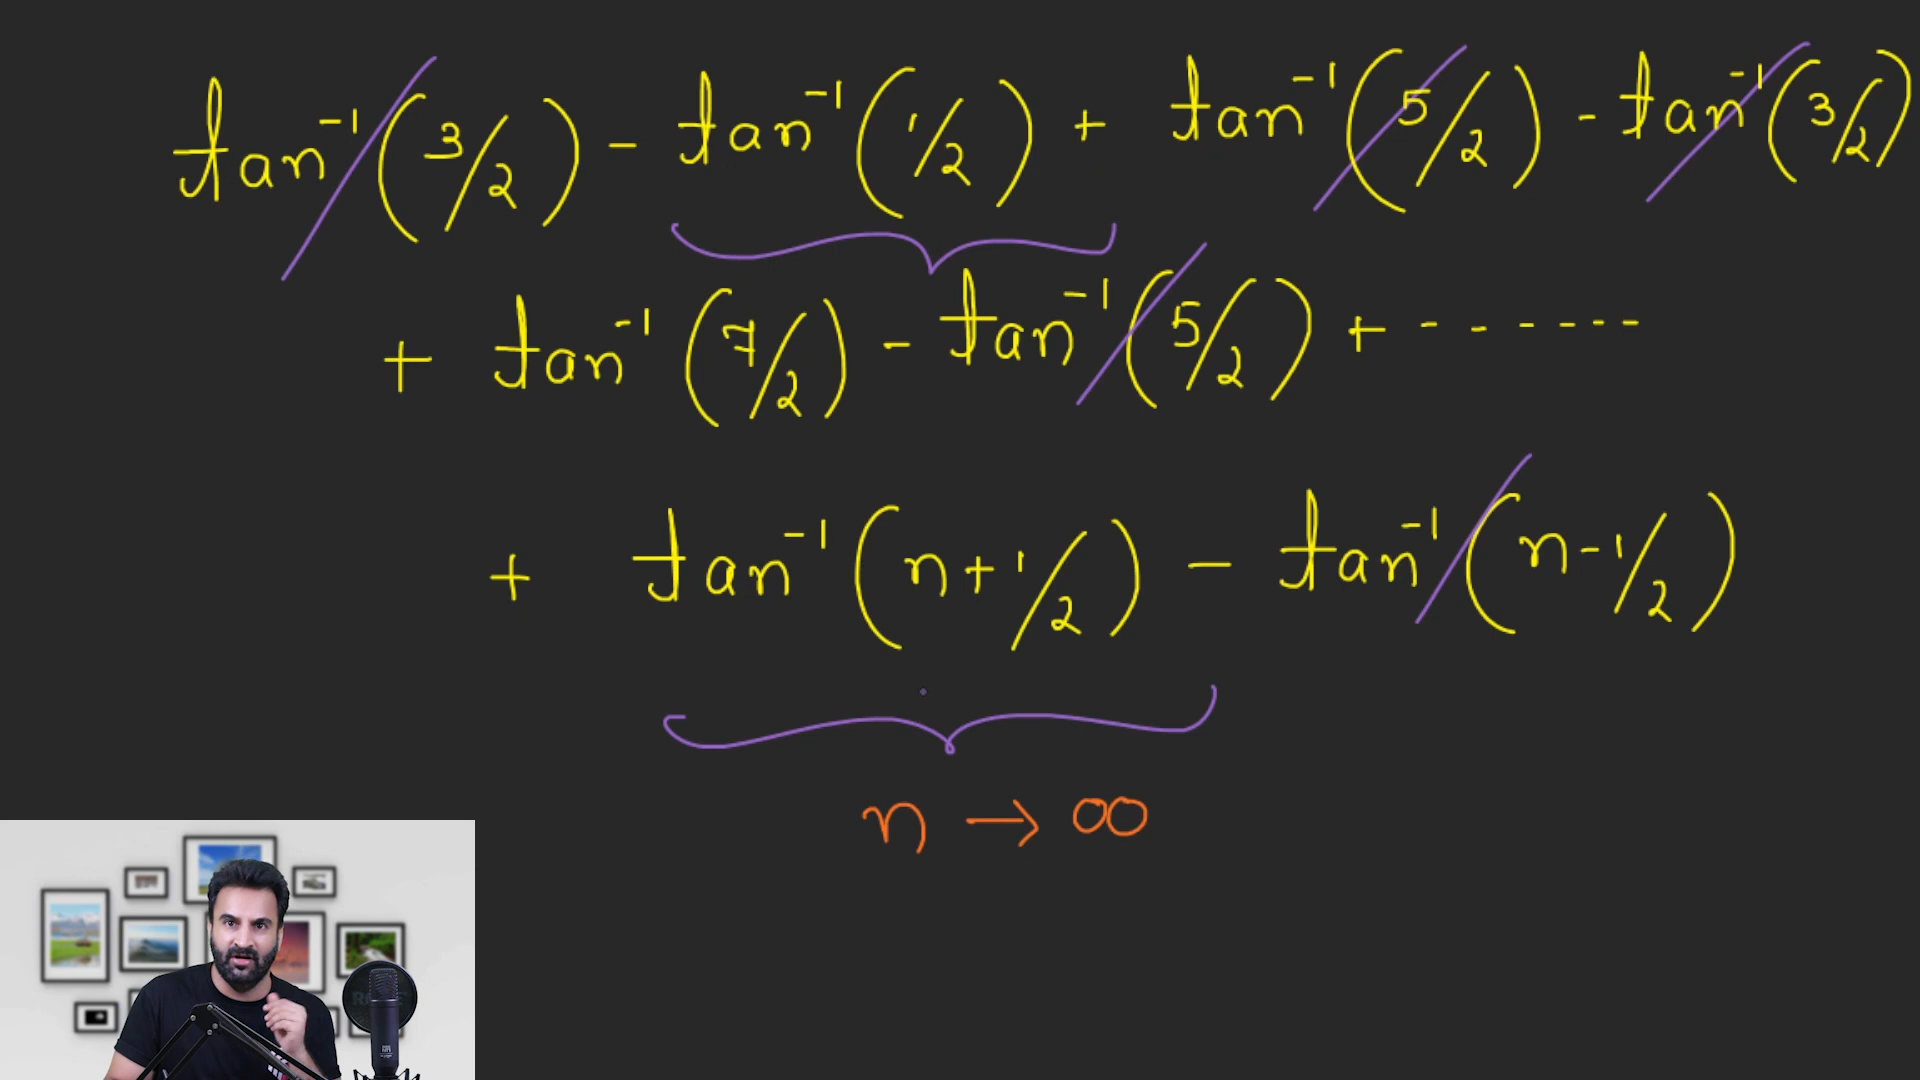 tan⁻¹(3/2) - tan⁻¹(1/2) + tan⁻¹(5/2) - tan⁻¹(3/2)
+ tan⁻¹(7/2) - tan⁻¹(5/2) + -------
+ tan⁻¹(n+1/2) - tan⁻¹(n-1/2)
n → ∞